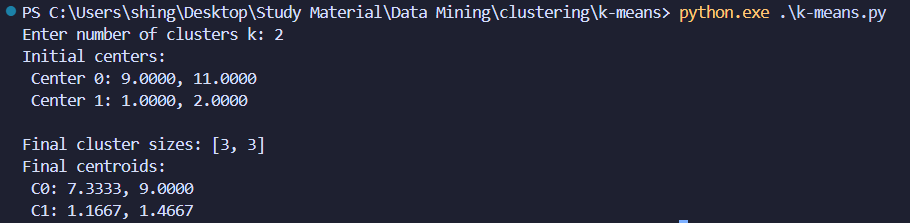 PS C:\Users\shing\Desktop\Study Material\Data Mining\clustering\k-means> python.exe .\k-means.py
Enter number of clusters k: 2
Initial centers:
Center 0: 9.0000, 11.0000
Center 1: 1.0000, 2.0000
Final cluster sizes: [3, 3]
Final centroids:
C0: 7.3333, 9.0000
C1: 1.1667, 1.4667